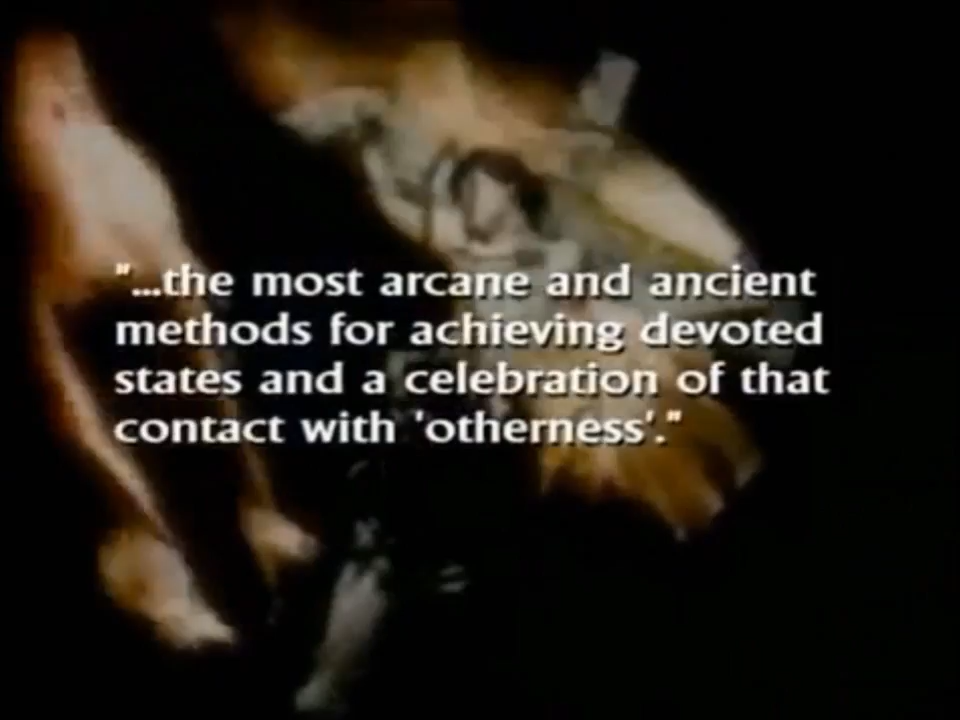 "...the most arcane and ancient
methods for achieving devoted
states and a celebration of that
contact with 'otherness'."